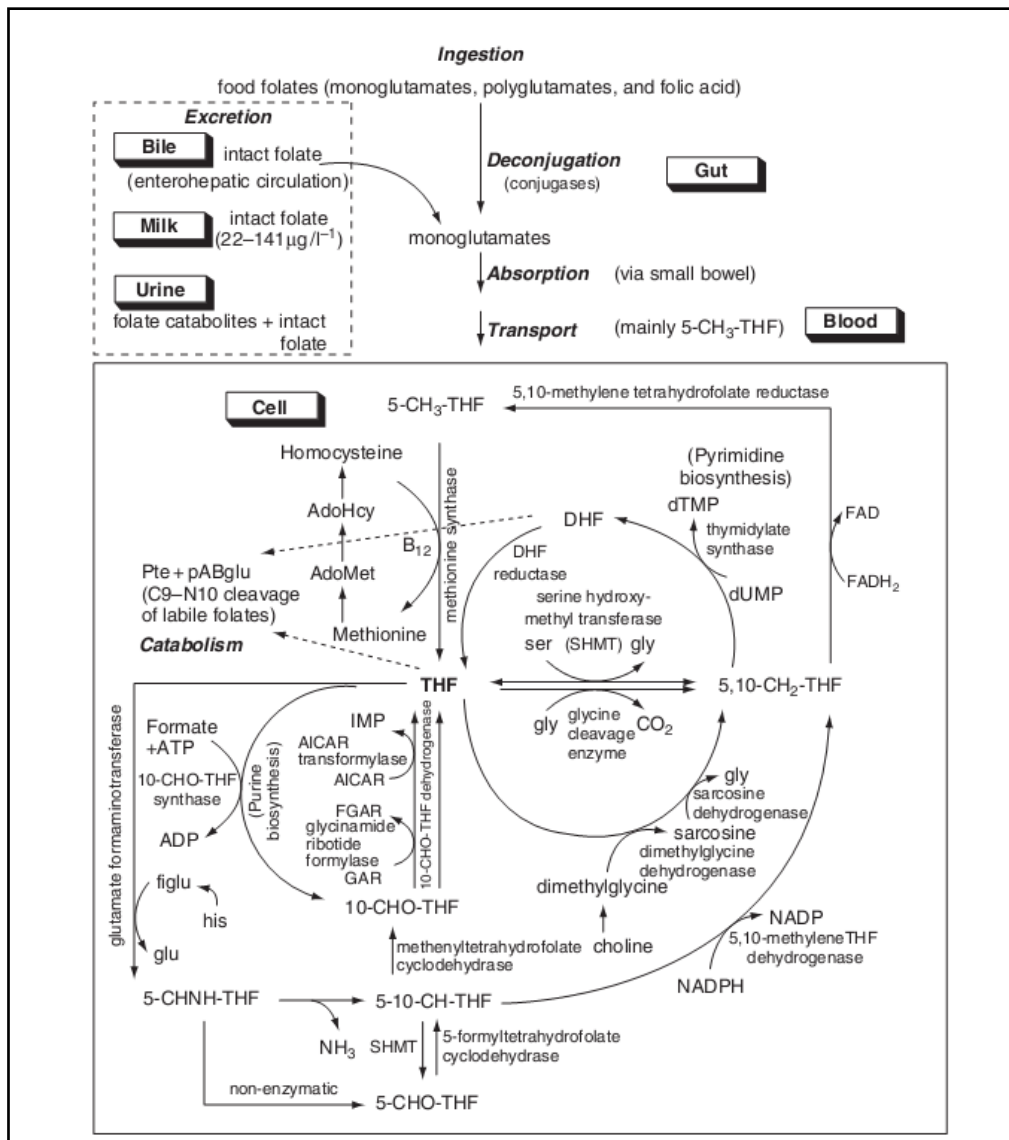 Ingestion
food folates (monoglutamates, polyglutamates, and folic acid)
Excretion
Bile
intact folate
(enterohepatic circulation)
Milk
intact folate
(22–141 μg/l⁻¹)
Urine
folate catabolites + intact
folate
Deconjugation
(conjugases)
Gut
monoglutamates
Absorption (via small bowel)
Transport (mainly 5-CH₃-THF)
Blood
Cell
5-CH₃-THF
5,10-methylene tetrahydrofolate reductase
Homocysteine
AdoHcy
AdoMet
Methionine
B₁₂
methionine synthase
Pte + pABglu
(C9–N10 cleavage
of labile folates)
Catabolism
DHF
DHF
reductase
(Pyrimidine
biosynthesis)
dTMP
thymidylate
synthase
dUMP
FAD
FADH₂
serine hydroxy-
methyl transferase
ser (SHMT) gly
THF
5,10-CH₂-THF
gly
glycine
cleavage
enzyme
CO₂
glutamate formaminotransferase
Formate
+ATP
10-CHO-THF
synthase
ADP
(Purine
biosynthesis)
IMP
AICAR
transformylase
AICAR
FGAR
glycinamide
ribotide
formylase
GAR
10-CHO-THF dehydrogenase
gly
sarcosine
dehydrogenase
sarcosine
dimethylglycine
dehydrogenase
dimethylglycine
choline
figlu
his
glu
10-CHO-THF
methenyltetrahydrofolate
cyclodehydrase
NADP
5,10-methyleneTHF
dehydrogenase
NADPH
5-CHNH-THF
5-10-CH-THF
NH₃
SHMT
5-formyltetrahydrofolate
cyclodehydrase
non-enzymatic
5-CHO-THF